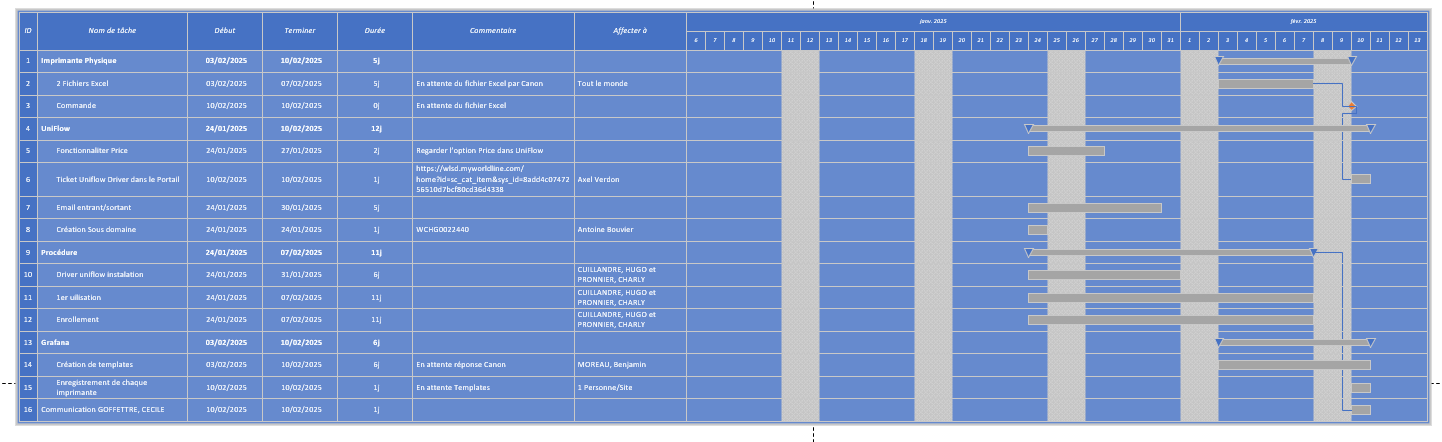 janv. 2025 févr. 2025
ID Nom de tâche Début Terminer Durée Commentaire Affecter à
6 7 8 9 10 11 12 13 14 15 16 17 18 19 20 21 22 23 24 25 26 27 28 29 30 31 1 2 3 4 5 6 7 8 9 10 11 12 13
1 Imprimante Physique 03/02/2025 10/02/2025 5j
2 2 Fichiers Excel 03/02/2025 07/02/2025 5j En attente du fichier Excel par Canon Tout le monde
3 Commande 10/02/2025 10/02/2025 0j En attente du fichier Excel
4 UniFlow 24/01/2025 10/02/2025 12j
5 Fonctionnaliter Price 24/01/2025 27/01/2025 2j Regarder l'option Price dans UniFlow
https://wlsd.myworldline.com/
6 Ticket Uniflow Driver dans le Portail 10/02/2025 10/02/2025 1j home?id=sc_cat_item&sys_id=8add4c07472 Axel Verdon
56510d7bcf80cd36d4338
7 Email entrant/sortant 24/01/2025 30/01/2025 5j
8 Création Sous domaine 24/01/2025 24/01/2025 1j WCHG0022440 Antoine Bouvier
9 Procédure 24/01/2025 07/02/2025 11j
10 Driver uniflow instalation 24/01/2025 31/01/2025 6j CUILLANDRE, HUGO et
PRONNIER, CHARLY
11 1er uilisation 24/01/2025 07/02/2025 11j CUILLANDRE, HUGO et
PRONNIER, CHARLY
12 Enrollement 24/01/2025 07/02/2025 11j CUILLANDRE, HUGO et
PRONNIER, CHARLY
13 Grafana 03/02/2025 10/02/2025 6j
14 Création de templates 03/02/2025 10/02/2025 6j En attente réponse Canon MOREAU, Benjamin
15 Enregistrement de chaque 10/02/2025 10/02/2025 1j En attente Templates 1 Personne/Site
imprimante
16 Communication GOFFETTRE, CECILE 10/02/2025 10/02/2025 1j